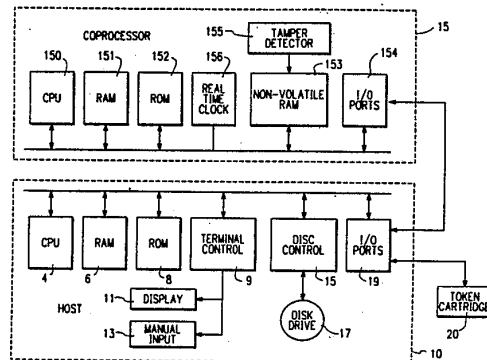 COPROCESSOR
155
TAMPER DETECTOR
15
150
151
152
156
153
154
CPU
RAM
ROM
REAL TIME CLOCK
NON-VOLATILE RAM
I/O PORTS
CPU
RAM
ROM
TERMINAL CONTROL
DISC CONTROL
I/O PORTS
4
6
8
9
15
19
HOST
11
DISPLAY
13
MANUAL INPUT
DISK DRIVE
17
TOKEN CARTRIDGE
20
10